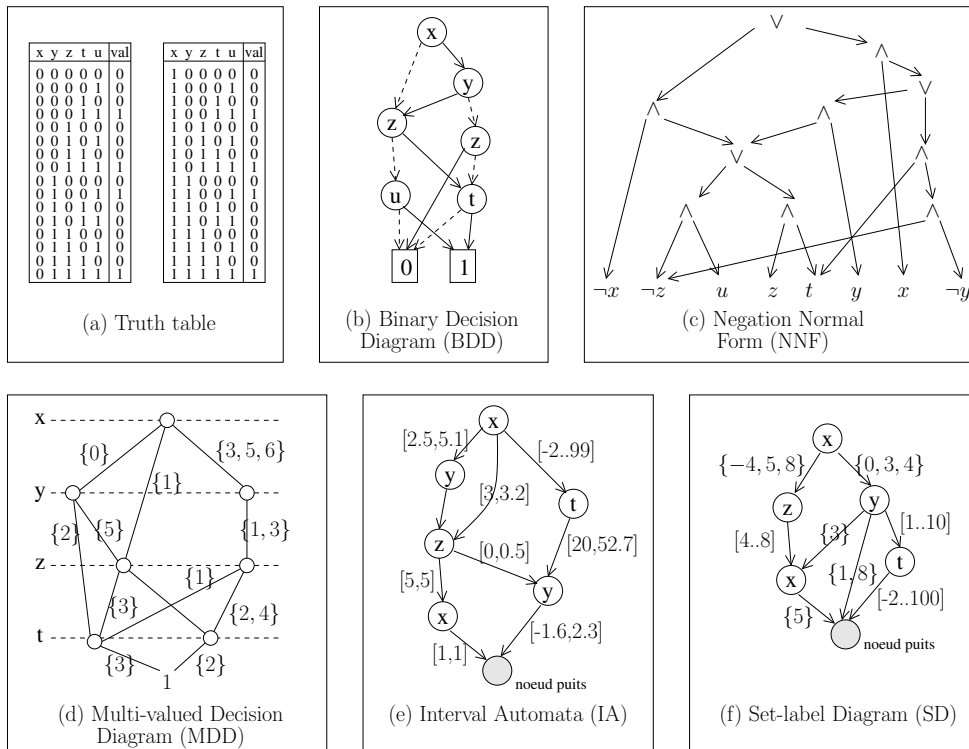 x y z t u val
0 0 0 0 0 0
0 0 0 0 1 0
0 0 0 1 0 0
0 0 0 1 1 1
0 0 1 0 0 0
0 0 1 0 1 0
0 0 1 1 0 0
0 0 1 1 1 1
0 1 0 0 0 0
0 1 0 0 1 1
0 1 0 1 0 0
0 1 0 1 1 0
0 1 1 0 0 0
0 1 1 0 1 0
0 1 1 1 0 0
0 1 1 1 1 1
x y z t u val
1 0 0 0 0 0
1 0 0 0 1 0
1 0 0 1 0 0
1 0 0 1 1 1
1 0 1 0 0 0
1 0 1 0 1 0
1 0 1 1 0 0
1 0 1 1 1 1
1 1 0 0 0 0
1 1 0 0 1 1
1 1 0 1 0 0
1 1 0 1 1 0
1 1 1 0 0 0
1 1 1 0 1 0
1 1 1 1 0 0
1 1 1 1 1 1
(a) Truth table
x
y
z
z
u
t
0 1
(b) Binary Decision
Diagram (BDD)
∨
∧
∨
∧ ∧
∨ ∧
∧ ∧ ∧
¬x ¬z u z t y x ¬y
(c) Negation Normal
Form (NNF)
x
{0} {3, 5, 6}
{1}
y
{2} {5} {1, 3}
z
{1}
{3} {2, 4}
t
{3} {2}
1
(d) Multi-valued Decision
Diagram (MDD)
x
[2.5,5.1] [-2..99]
y
[3,3.2] t
z [0,0.5] [20,52.7]
[5,5] y
x [-1.6,2.3]
[1,1]
noeud puits
(e) Interval Automata (IA)
x
{−4, 5, 8} {0, 3, 4}
z y
[4..8] {3} [1..10]
t
x {1, 8}
{5} [-2..100]
noeud puits
(f) Set-label Diagram (SD)